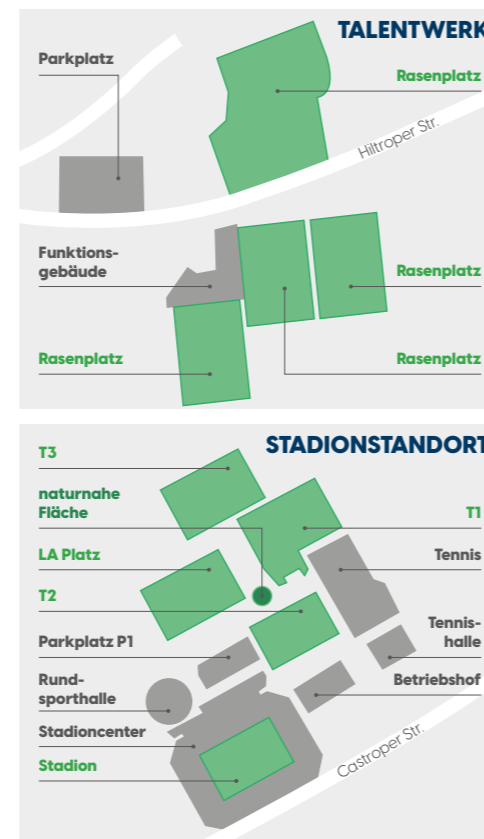 TALENTWERK
Parkplatz
Rasenplatz
Hiltroper Str.
Funktions-
gebäude
Rasenplatz
Rasenplatz
Rasenplatz
STADIONSTANDORT
T3
naturnahe
Fläche
T1
LA Platz
Tennis
T2
Parkplatz P1
Tennis-
halle
Rund-
sporthalle
Betriebshof
Stadioncenter
Stadion
Castroper Str.